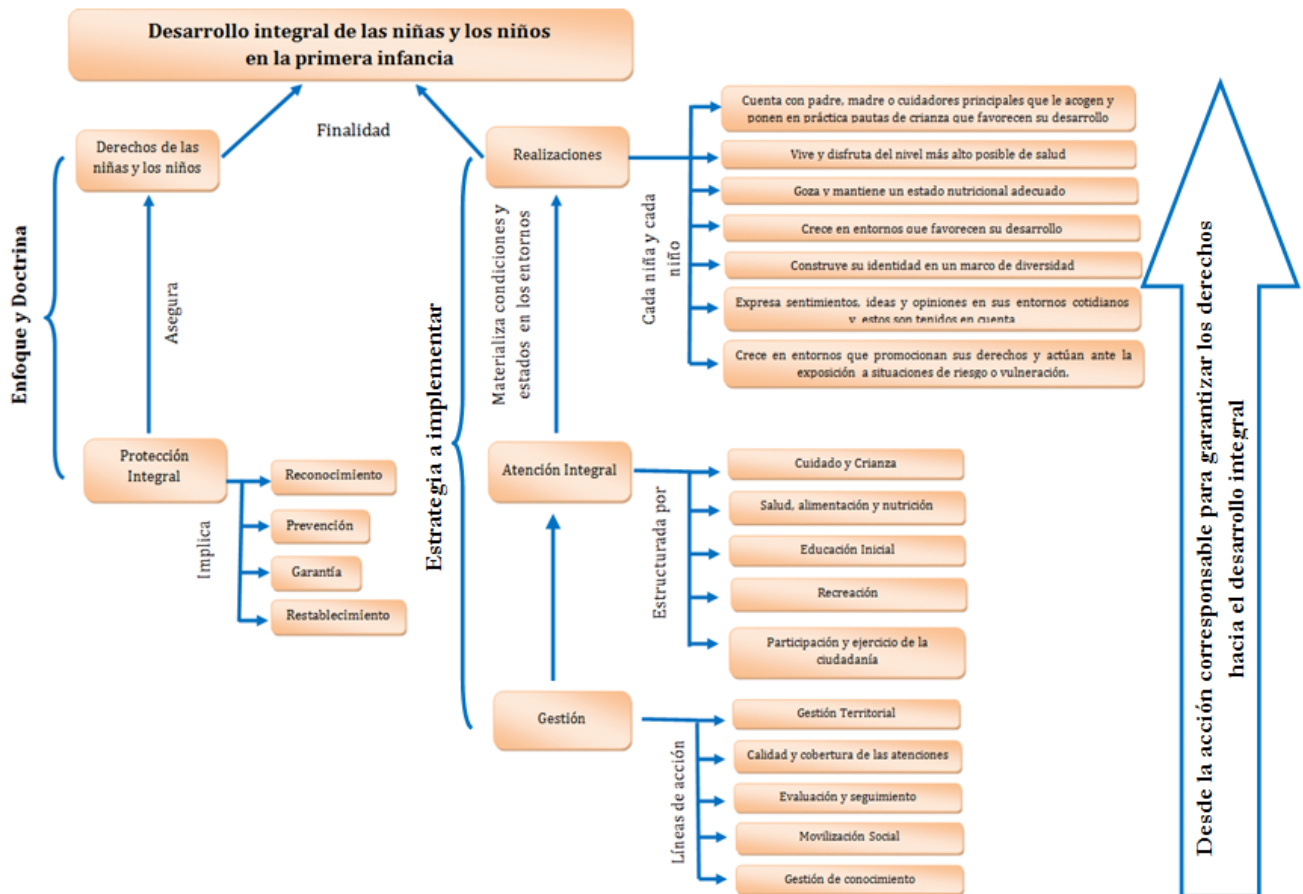 Desarrollo integral de las niñas y los niños
en la primera infancia
Finalidad
Derechos de las
niñas y los niños
Enfoque y Doctrina
Asegura
Protección
Integral
Implica
Reconocimiento
Prevención
Garantía
Restablecimiento
Estrategia a implementar
Realizaciones
Materializa condiciones y
estados en los entornos
Cada niña y cada
niño
Cuenta con padre, madre o cuidadores principales que le acogen y
ponen en práctica pautas de crianza que favorecen su desarrollo
Vive y disfruta del nivel más alto posible de salud
Goza y mantiene un estado nutricional adecuado
Crece en entornos que favorecen su desarrollo
Construye su identidad en un marco de diversidad
Expresa sentimientos, ideas y opiniones en sus entornos cotidianos
y estos son tenidos en cuenta
Crece en entornos que promocionan sus derechos y actúan ante la
exposición a situaciones de riesgo o vulneración.
Atención Integral
Estructurada por
Cuidado y Crianza
Salud, alimentación y nutrición
Educación Inicial
Recreación
Participación y ejercicio de la
ciudadanía
Gestión
Líneas de acción
Gestión Territorial
Calidad y cobertura de las atenciones
Evaluación y seguimiento
Movilización Social
Gestión de conocimiento
Desde la acción corresponsable para garantizar los derechos
hacia el desarrollo integral